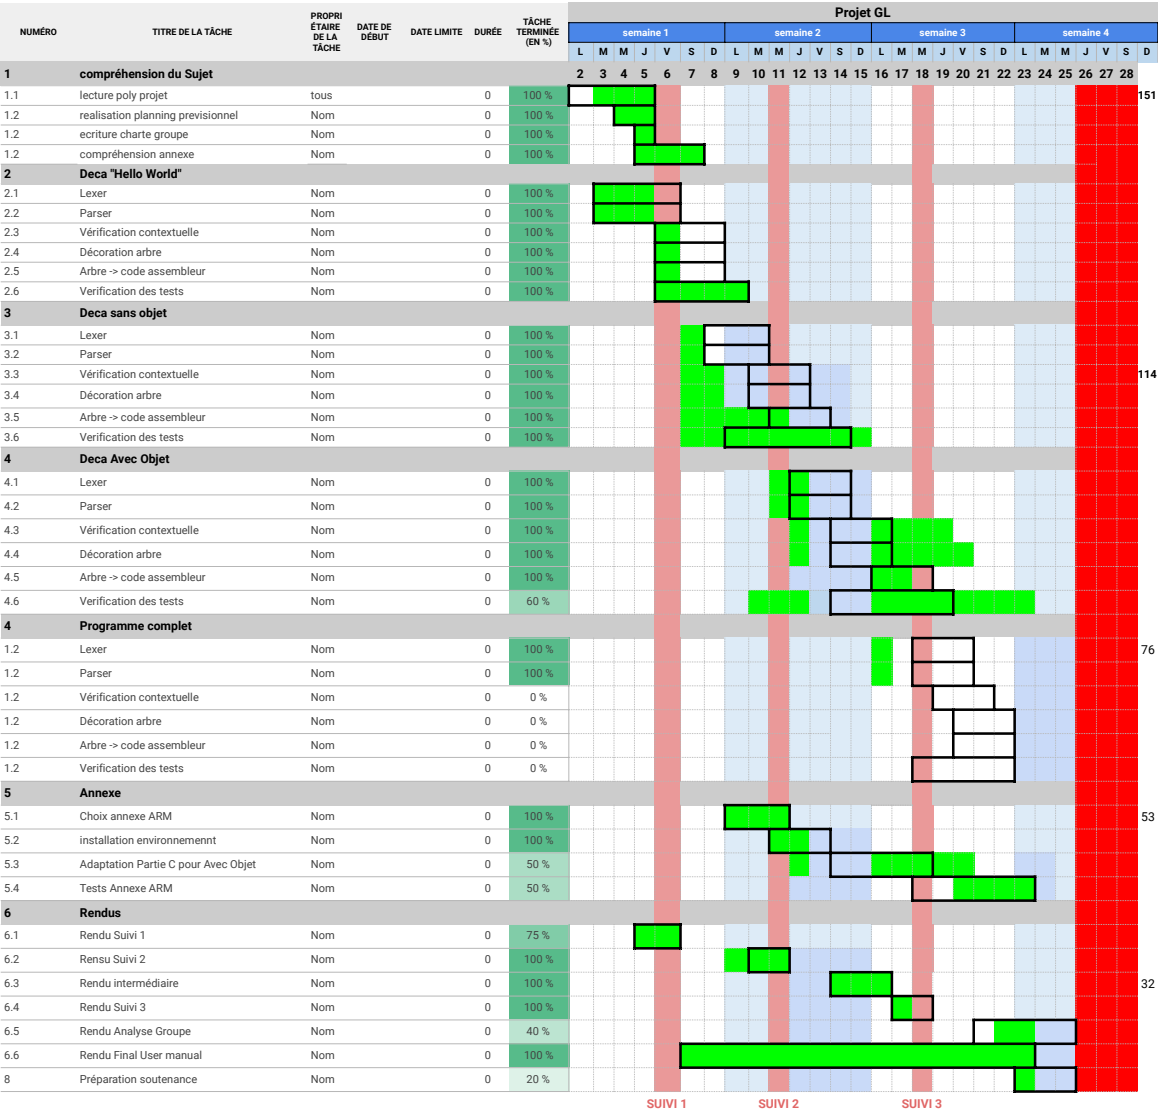 Projet GL
NUMÉRO TITRE DE LA TÂCHE PROPRI ÉTAIRE DE LA TÂCHE DATE DE DÉBUT DATE LIMITE DURÉE TÂCHE TERMINÉE (EN %) semaine 1 semaine 2 semaine 3 semaine 4
L M M J V S D L M M J V S D L M M J V S D L M M J V S D
1 compréhension du Sujet 2 3 4 5 6 7 8 9 10 11 12 13 14 15 16 17 18 19 20 21 22 23 24 25 26 27 28
1.1 lecture poly projet tous 0 100 % 151
1.2 realisation planning previsionnel Nom 0 100 %
1.2 ecriture charte groupe Nom 0 100 %
1.2 compréhension annexe Nom 0 100 %
2 Deca "Hello World"
2.1 Lexer Nom 0 100 %
2.2 Parser Nom 0 100 %
2.3 Vérification contextuelle Nom 0 100 %
2.4 Décoration arbre Nom 0 100 %
2.5 Arbre -> code assembleur Nom 0 100 %
2.6 Verification des tests Nom 0 100 %
3 Deca sans objet
3.1 Lexer Nom 0 100 %
3.2 Parser Nom 0 100 %
3.3 Vérification contextuelle Nom 0 100 % 114
3.4 Décoration arbre Nom 0 100 %
3.5 Arbre -> code assembleur Nom 0 100 %
3.6 Verification des tests Nom 0 100 %
4 Deca Avec Objet
4.1 Lexer Nom 0 100 %
4.2 Parser Nom 0 100 %
4.3 Vérification contextuelle Nom 0 100 %
4.4 Décoration arbre Nom 0 100 %
4.5 Arbre -> code assembleur Nom 0 100 %
4.6 Verification des tests Nom 0 60 %
4 Programme complet
1.2 Lexer Nom 0 100 % 76
1.2 Parser Nom 0 100 %
1.2 Vérification contextuelle Nom 0 0 %
1.2 Décoration arbre Nom 0 0 %
1.2 Arbre -> code assembleur Nom 0 0 %
1.2 Verification des tests Nom 0 0 %
5 Annexe
5.1 Choix annexe ARM Nom 0 100 % 53
5.2 installation environnemennt Nom 0 100 %
5.3 Adaptation Partie C pour Avec Objet Nom 0 50 %
5.4 Tests Annexe ARM Nom 0 50 %
6 Rendus
6.1 Rendu Suivi 1 Nom 0 75 %
6.2 Rensu Suivi 2 Nom 0 100 %
6.3 Rendu intermédiaire Nom 0 100 % 32
6.4 Rendu Suivi 3 Nom 0 100 %
6.5 Rendu Analyse Groupe Nom 0 40 %
6.6 Rendu Final User manual Nom 0 100 %
8 Préparation soutenance Nom 0 20 %
SUIVI 1 SUIVI 2 SUIVI 3